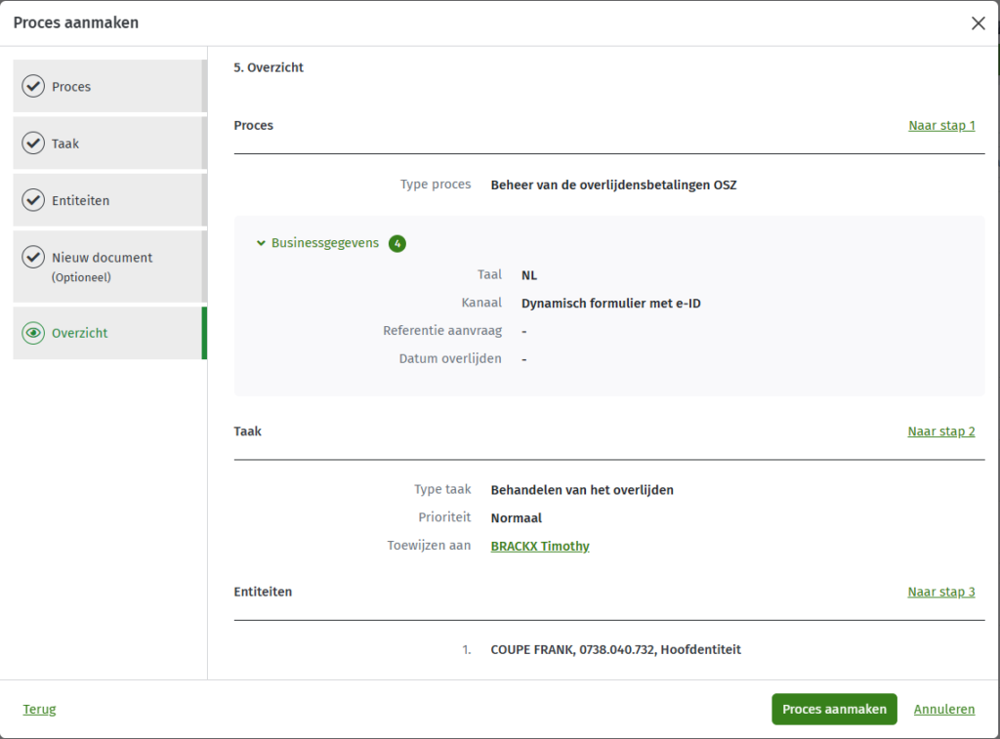 Proces aanmaken
Proces
Taak
Entiteiten
Nieuw document
(Optioneel)
Overzicht
5. Overzicht
Proces Naar stap 1
Type proces Beheer van de overlijdensbetalingen OSZ
Businessgegevens 4
Taal NL
Kanaal Dynamisch formulier met e-ID
Referentie aanvraag -
Datum overlijden -
Taak Naar stap 2
Type taak Behandelen van het overlijden
Prioriteit Normaal
Toewijzen aan BRACKX Timothy
Entiteiten Naar stap 3
1. COUPE FRANK, 0738.040.732, Hoofdentiteit
Terug Proces aanmaken Annuleren